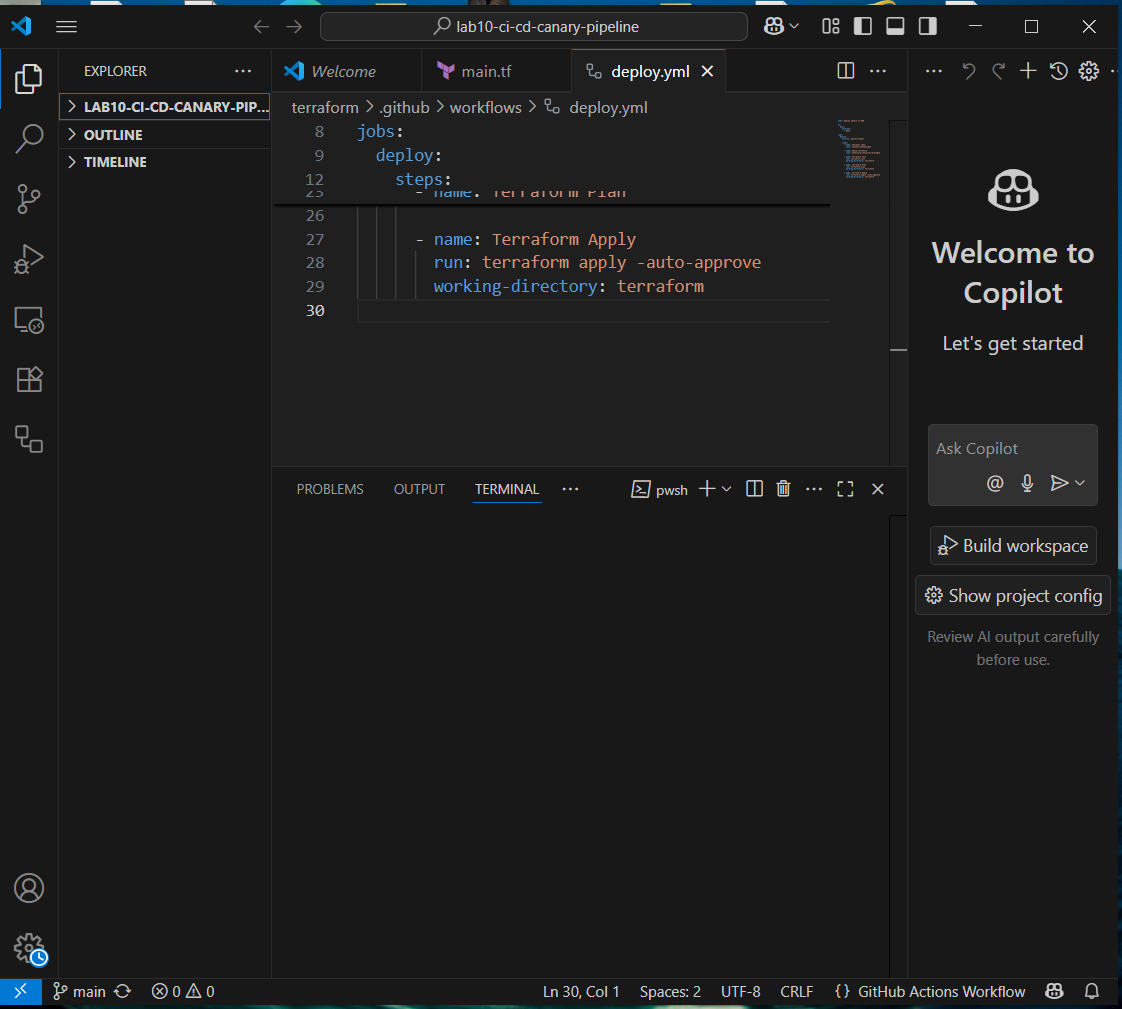 lab10-ci-cd-canary-pipeline
EXPLORER
LAB10-CI-CD-CANARY-PIP...
OUTLINE
TIMELINE
Welcome
main.tf
deploy.yml
terraform > .github > workflows > deploy.yml
8 jobs:
9 deploy:
12 steps:
23 - name: Terraform Plan
26
27 - name: Terraform Apply
28 run: terraform apply -auto-approve
29 working-directory: terraform
30
PROBLEMS OUTPUT TERMINAL ...
pwsh
Welcome to
Copilot
Let's get started
Ask Copilot
@
Build workspace
Show project config
Review AI output carefully
before use.
main 0 0 Ln 30, Col 1 Spaces: 2 UTF-8 CRLF {} GitHub Actions Workflow